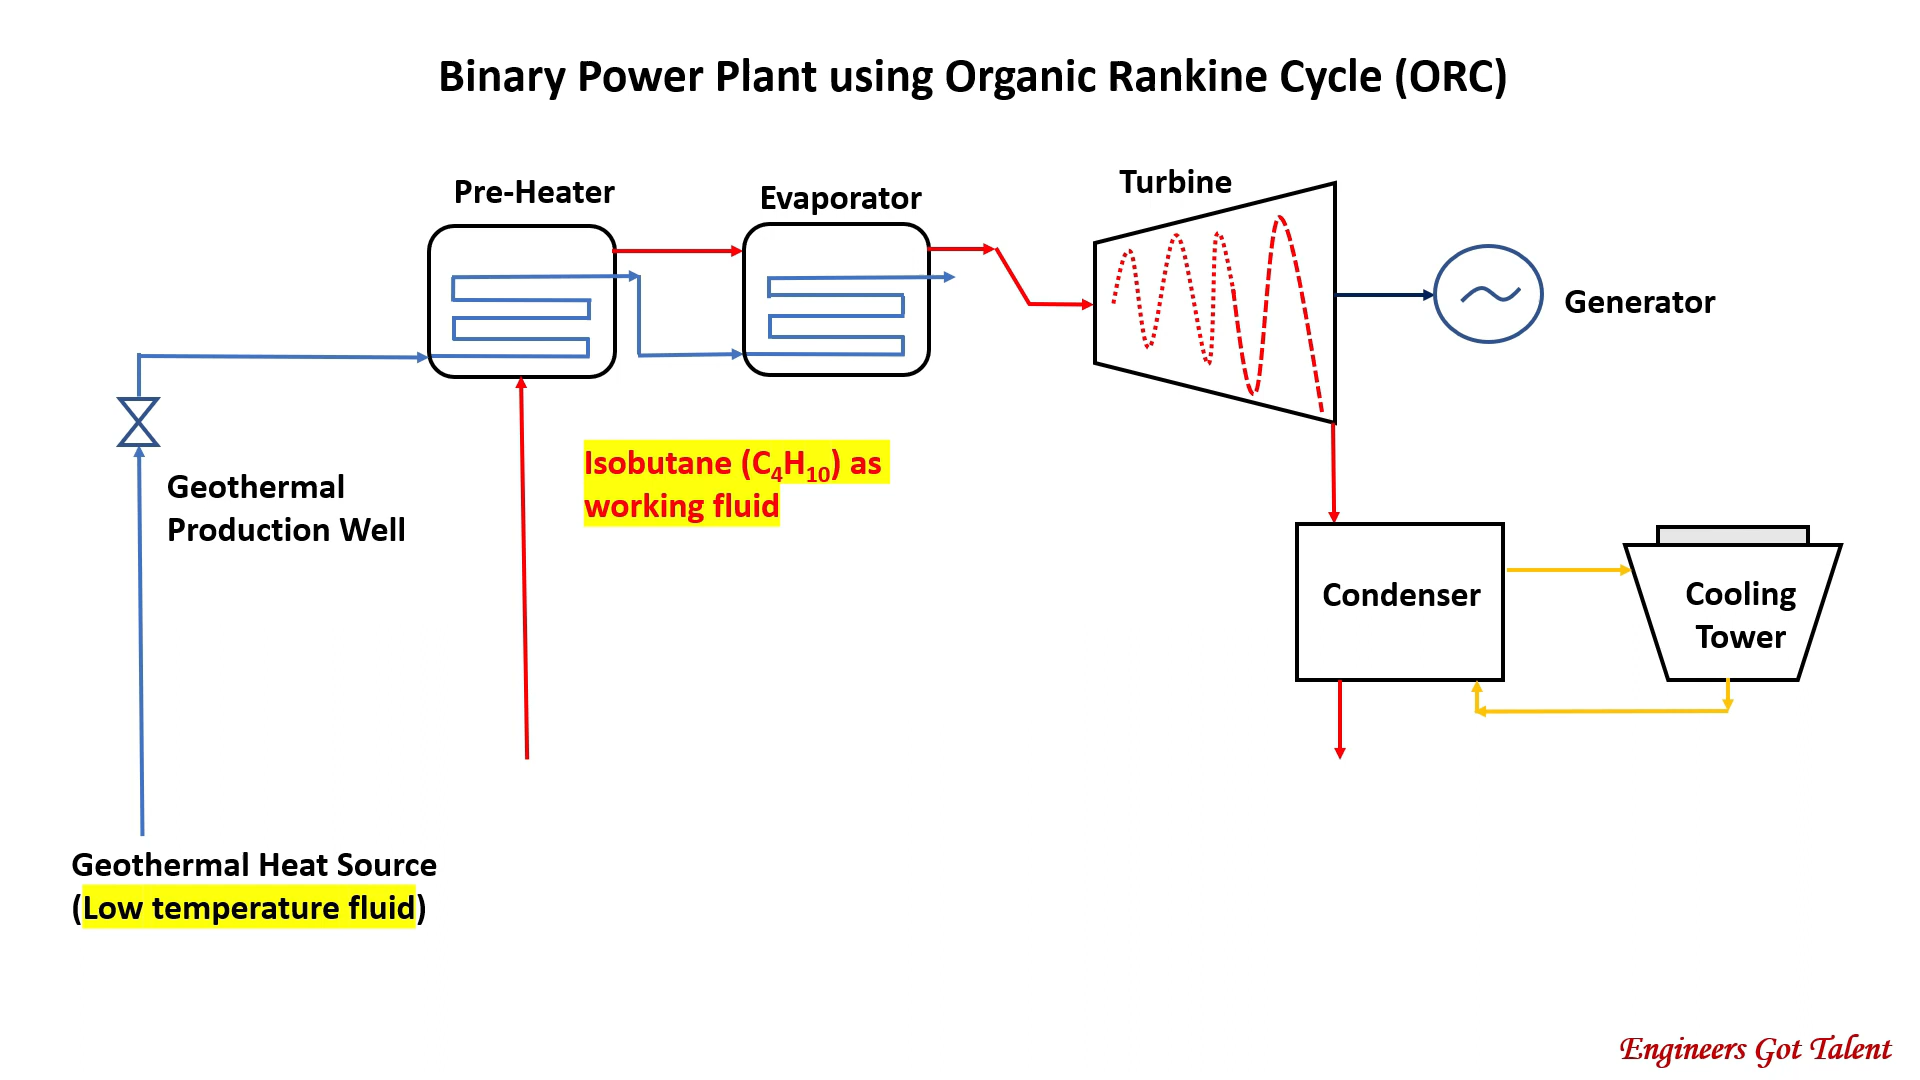 Binary Power Plant using Organic Rankine Cycle (ORC)
Pre-Heater
Evaporator
Turbine
Generator
Isobutane (C₄H₁₀) as
working fluid
Geothermal
Production Well
Condenser
Cooling
Tower
Geothermal Heat Source
(Low temperature fluid)
Engineers Got Talent